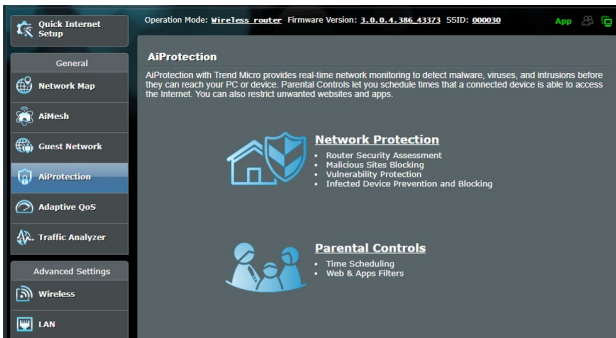 Quick Internet
Setup
Operation Mode: Wireless router Firmware Version: 3.0.0.4.386_43373 SSID: 000030
App
General
Network Map
AiMesh
Guest Network
AiProtection
Adaptive QoS
Traffic Analyzer
Advanced Settings
Wireless
LAN
AiProtection
AiProtection with Trend Micro provides real-time network monitoring to detect malware, viruses, and intrusions before
they can reach your PC or device. Parental Controls let you schedule times that a connected device is able to access
the Internet. You can also restrict unwanted websites and apps.
Network Protection
• Router Security Assessment
• Malicious Sites Blocking
• Vulnerability Protection
• Infected Device Prevention and Blocking
Parental Controls
• Time Scheduling
• Web & Apps Filters